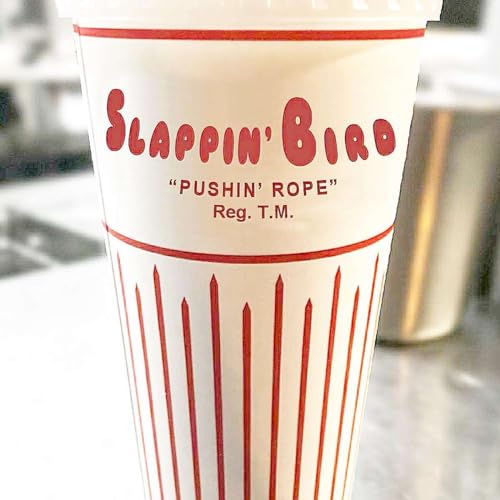 SLAPPIN' BIRD
"PUSHIN' ROPE"
Reg. T.M.